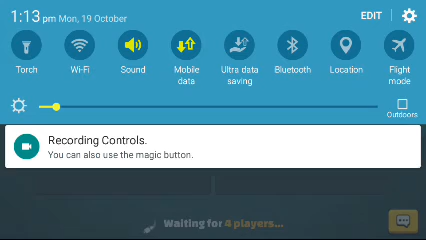 1:13 pm Mon, 19 October
EDIT
Torch
Wi-Fi
Sound
Mobile data
Ultra data saving
Bluetooth
Location
Flight mode
Outdoors
Recording Controls.
You can also use the magic button.
Waiting for 4 players...